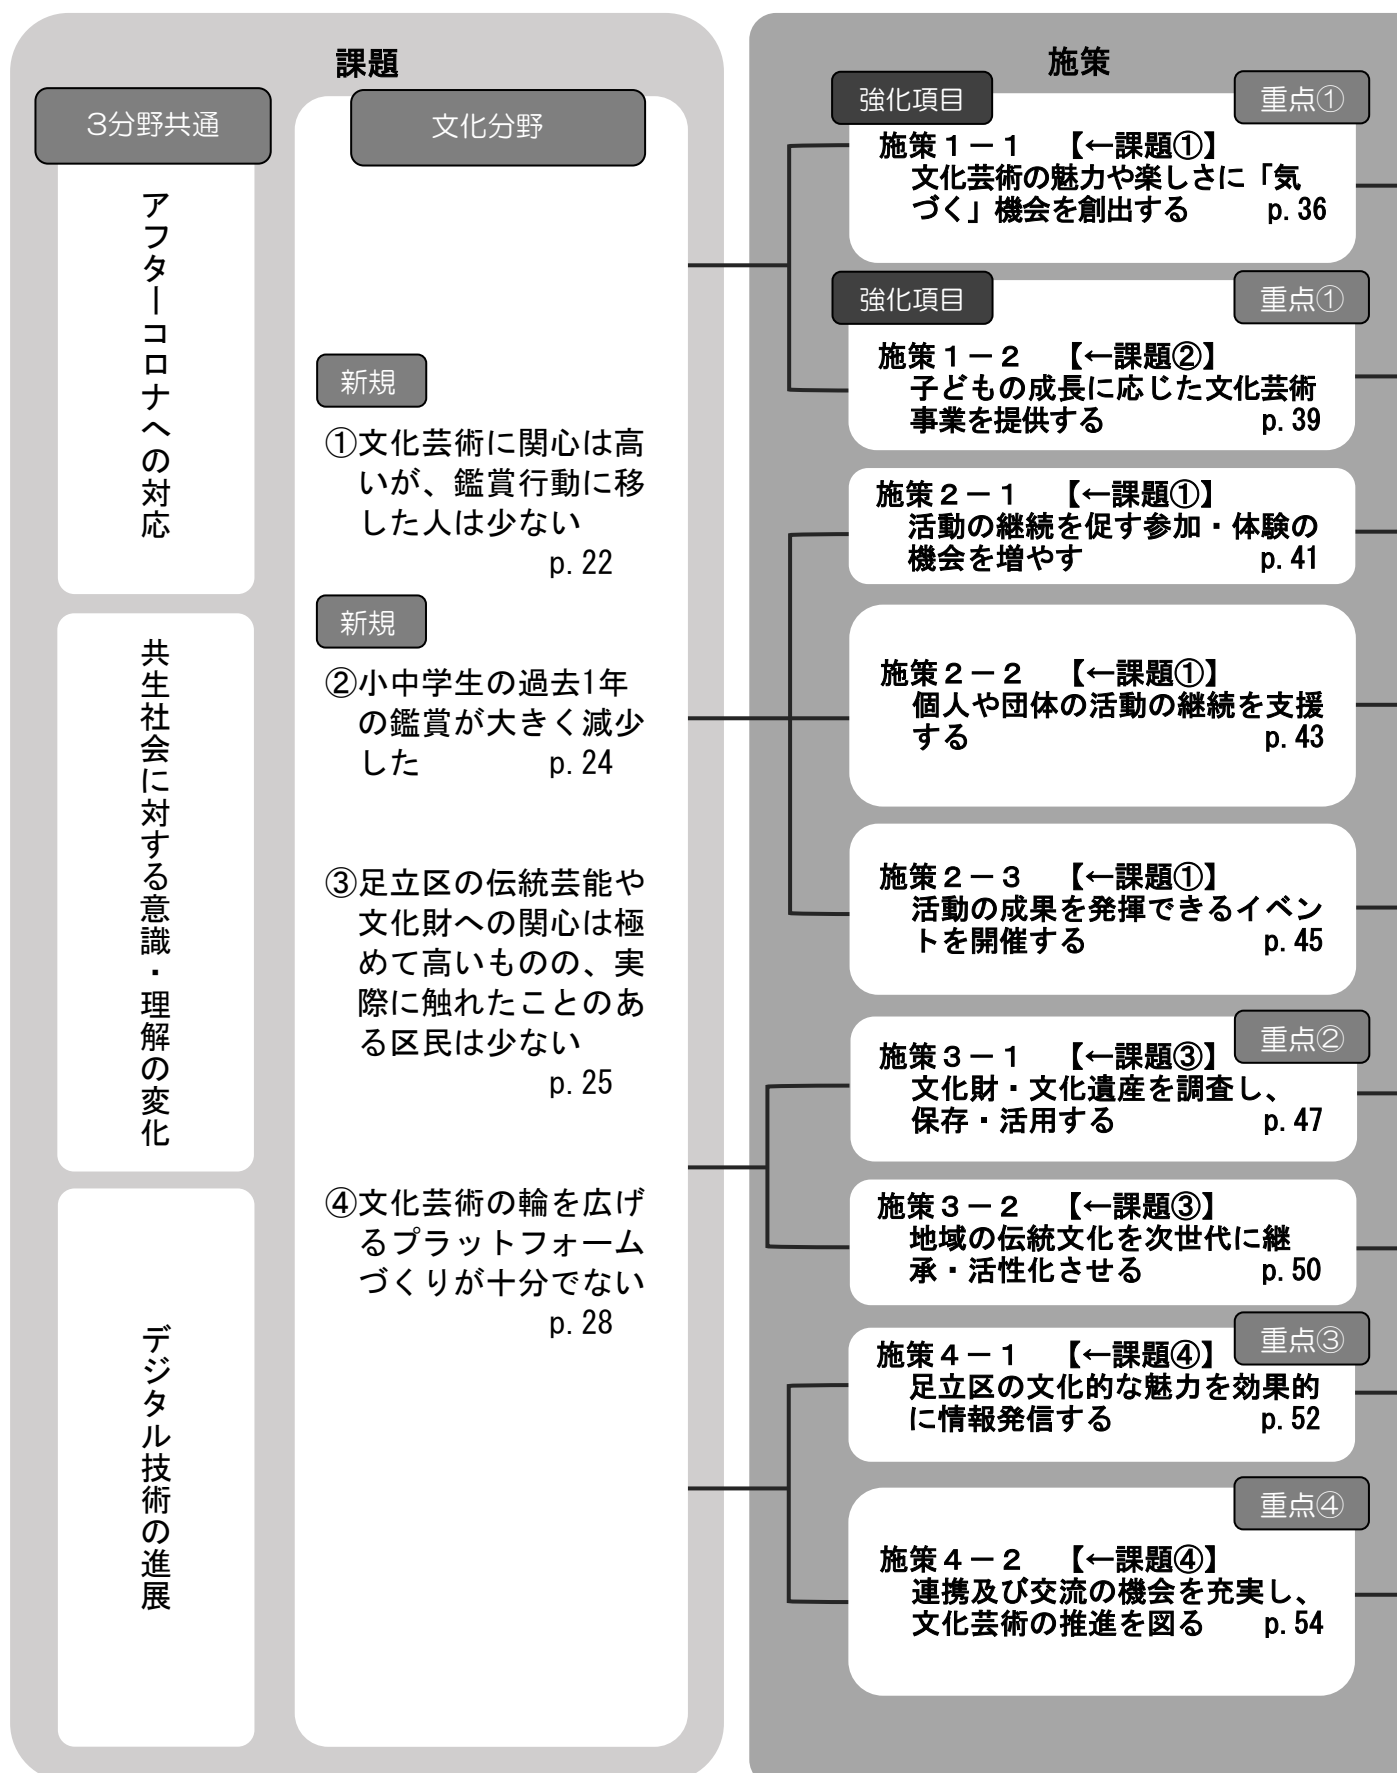 課題
3分野共通
アフターコロナへの対応
共生社会に対する意識・理解の変化
デジタル技術の進展
文化分野
新規
①文化芸術に関心は高
いが、鑑賞行動に移
した人は少ない
p.22
新規
②小中学生の過去1年
の鑑賞が大きく減少
した p.24
③足立区の伝統芸能や
文化財への関心は極
めて高いものの、実
際に触れたことのあ
る区民は少ない
p.25
④文化芸術の輪を広げ
るプラットフォーム
づくりが十分でない
p.28
施策
強化項目 重点①
施策1－1 【←課題①】
文化芸術の魅力や楽しさに「気
づく」機会を創出する p.36
強化項目 重点①
施策1－2 【←課題②】
子どもの成長に応じた文化芸術
事業を提供する p.39
施策2－1 【←課題①】
活動の継続を促す参加・体験の
機会を増やす p.41
施策2－2 【←課題①】
個人や団体の活動の継続を支援
する p.43
施策2－3 【←課題①】
活動の成果を発揮できるイベン
トを開催する p.45
重点②
施策3－1 【←課題③】
文化財・文化遺産を調査し、
保存・活用する p.47
施策3－2 【←課題③】
地域の伝統文化を次世代に継
承・活性化させる p.50
重点③
施策4－1 【←課題④】
足立区の文化的な魅力を効果的
に情報発信する p.52
重点④
施策4－2 【←課題④】
連携及び交流の機会を充実し、
文化芸術の推進を図る p.54